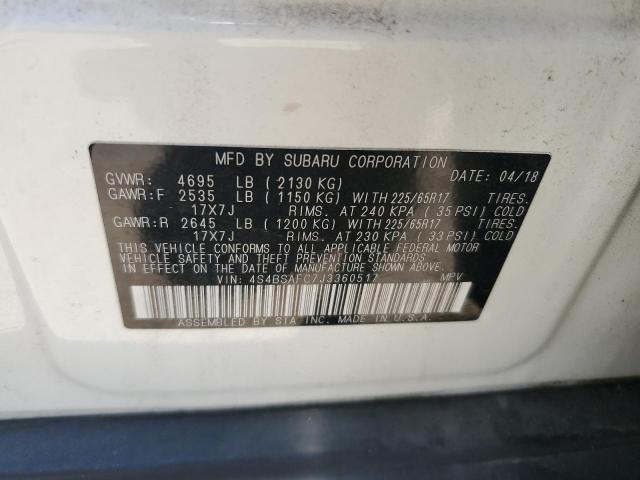 MFD BY SUBARU CORPORATION
DATE: 04/18
GVWR: 4695 LB ( 2130 KG)
GAWR:F 2535 LB ( 1150 KG) WITH 225/65R17 TIRES.
17X7J RIMS. AT 240 KPA ( 35 PSI) COLD
GAWR:R 2645 LB ( 1200 KG) WITH 225/65R17 TIRES.
17X7J RIMS. AT 230 KPA ( 33 PSI) COLD
THIS VEHICLE CONFORMS TO ALL APPLICABLE FEDERAL MOTOR
VEHICLE SAFETY AND THEFT PREVENTION STANDARDS
IN EFFECT ON THE DATE OF MANUFACTURE SHOWN ABOVE.
VIN: 4S4BSAFC7J3360517 MPV
ASSEMBLED BY SIA INC. MADE IN U.S.A.